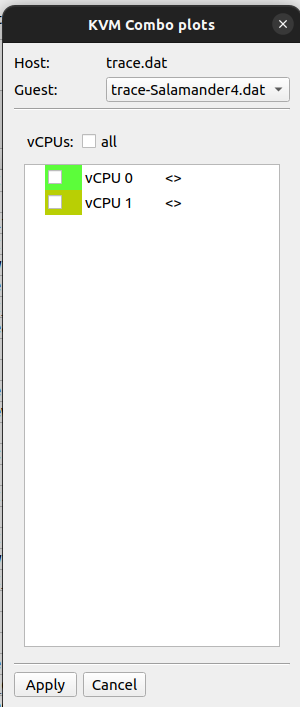 KVM Combo plots
Host: trace.dat
Guest: trace-Salamander4.dat
vCPUs: all
vCPU 0 <>
vCPU 1 <>
Apply Cancel